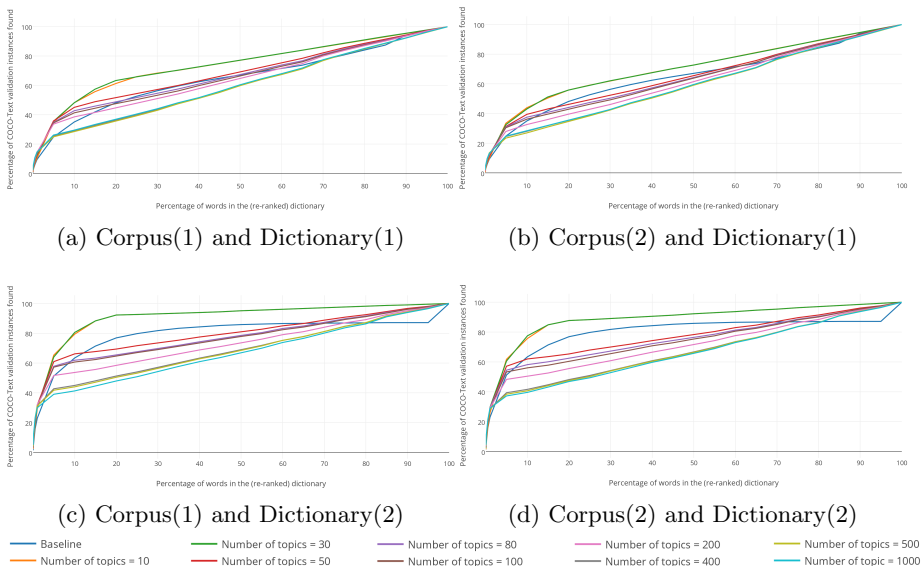 Percentage of COCO-Text validation instances found
100
80
60
40
20
0
10 20 30 40 50 60 70 80 90 100
Percentage of words in the (re-ranked) dictionary
(a) Corpus(1) and Dictionary(1)
Percentage of COCO-Text validation instances found
100
80
60
40
20
0
10 20 30 40 50 60 70 80 90 100
Percentage of words in the (re-ranked) dictionary
(b) Corpus(2) and Dictionary(1)
Percentage of COCO-Text validation instances found
100
80
60
40
20
0
10 20 30 40 50 60 70 80 90 100
Percentage of words in the (re-ranked) dictionary
(c) Corpus(1) and Dictionary(2)
Percentage of COCO-Text validation instances found
100
80
60
40
20
0
10 20 30 40 50 60 70 80 90 100
Percentage of words in the (re-ranked) dictionary
(d) Corpus(2) and Dictionary(2)
Baseline Number of topics = 30 Number of topics = 80 Number of topics = 200 Number of topics = 500
Number of topics = 10 Number of topics = 50 Number of topics = 100 Number of topics = 400 Number of topic = 1000